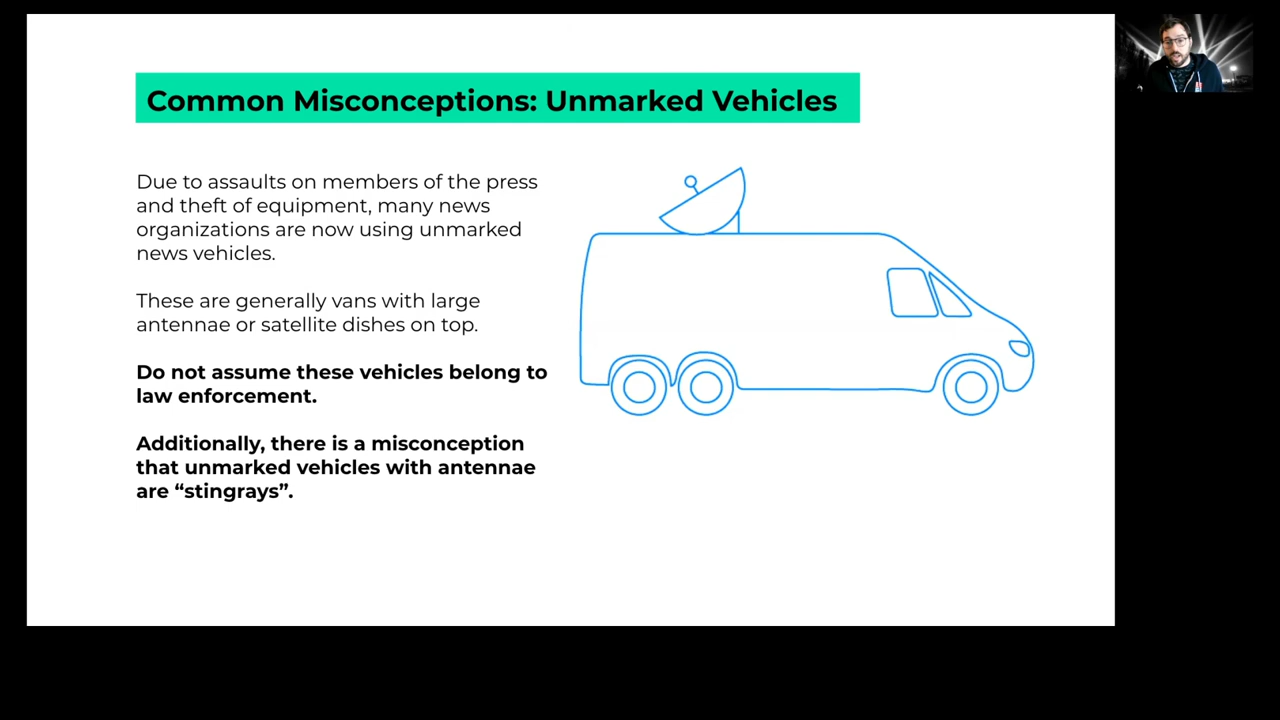 Common Misconceptions: Unmarked Vehicles
Due to assaults on members of the press
and theft of equipment, many news
organizations are now using unmarked
news vehicles.
These are generally vans with large
antennae or satellite dishes on top.
Do not assume these vehicles belong to
law enforcement.
Additionally, there is a misconception
that unmarked vehicles with antennae
are “stingrays”.